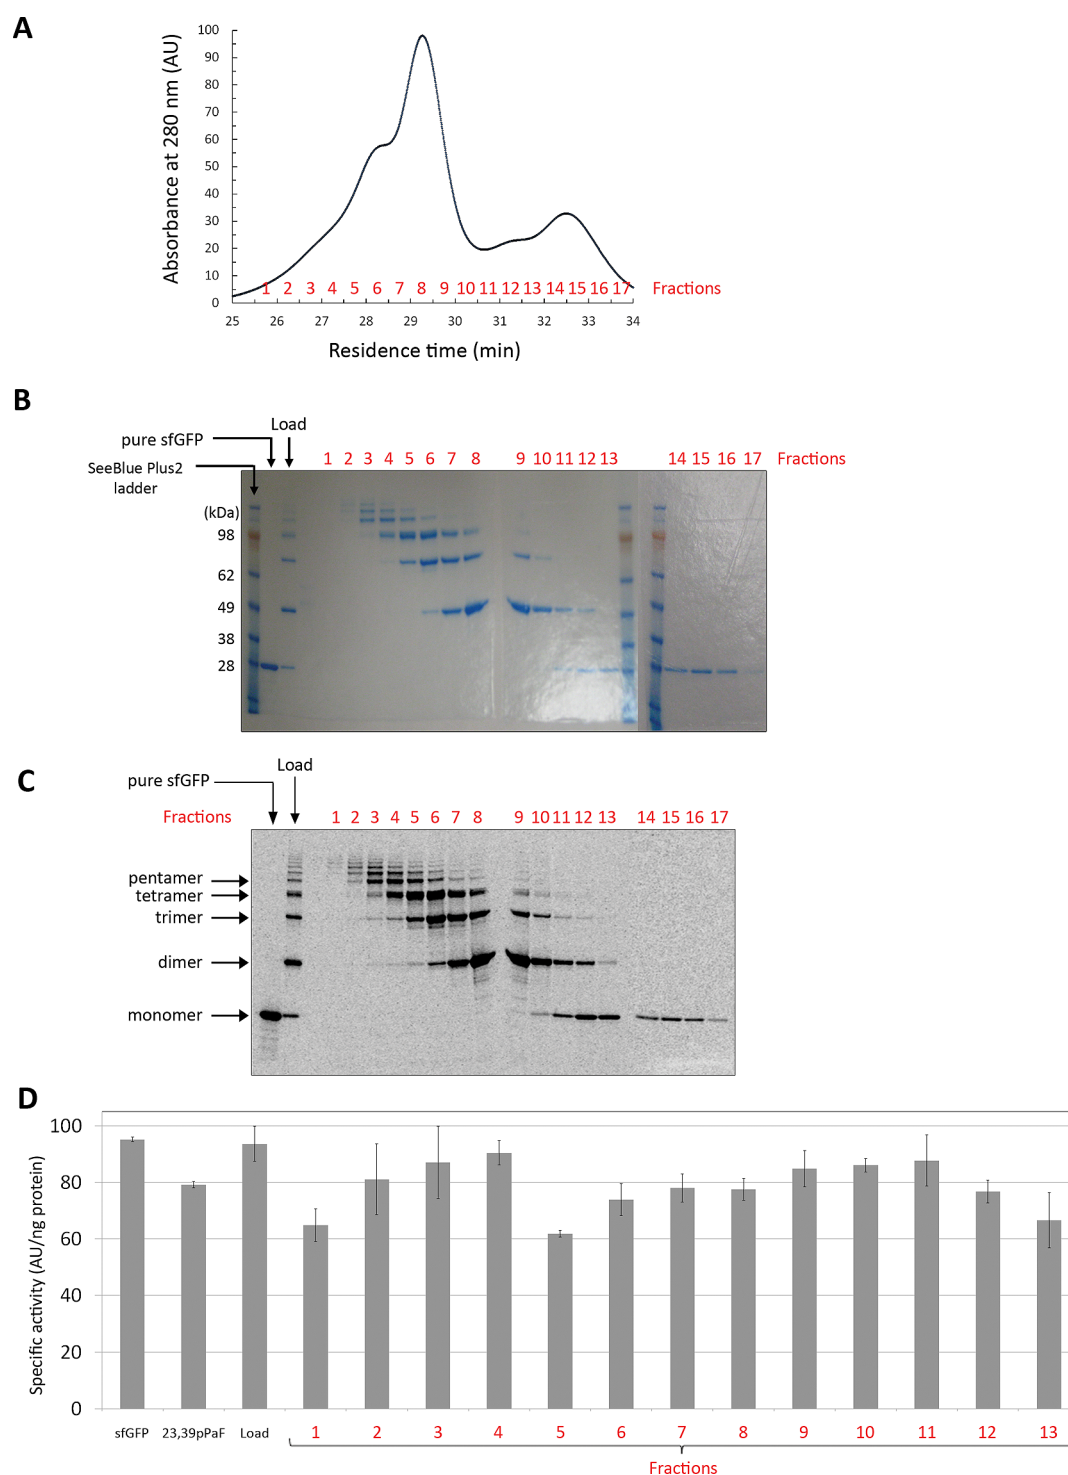 A
Absorbance at 280 nm (AU)
100
90
80
70
60
50
40
30
20
10
0
1 2 3 4 5 6 7 8 9 10 11 12 13 14 15 16 17 Fractions
25 26 27 28 29 30 31 32 33 34
Residence time (min)
B
Load
pure sfGFP
SeeBlue Plus2
ladder
1 2 3 4 5 6 7 8 9 10 11 12 13 14 15 16 17 Fractions
(kDa)
98
62
49
38
28
C
Load
pure sfGFP
Fractions 1 2 3 4 5 6 7 8 9 10 11 12 13 14 15 16 17
pentamer
tetramer
trimer
dimer
monomer
D
Specific activity (AU/ng protein)
100
80
60
40
20
0
sfGFP 23,39pPaF Load 1 2 3 4 5 6 7 8 9 10 11 12 13
Fractions